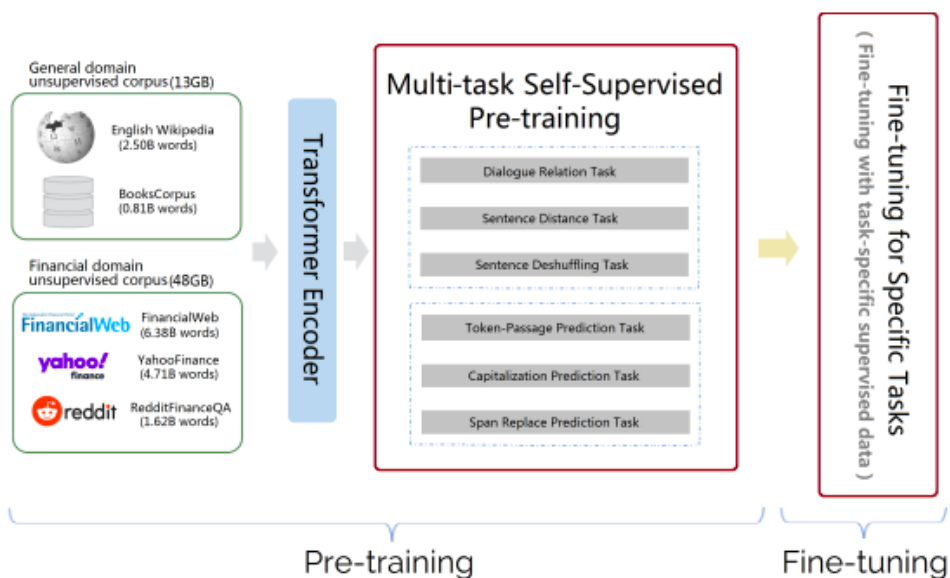 General domain
unsupervised corpus(13GB)
English Wikipedia
(2.50B words)
BooksCorpus
(0.81B words)
Financial domain
unsupervised corpus(48GB)
FinancialWeb
FinancialWeb
(6.38B words)
yahoo!
finance
YahooFinance
(4.71B words)
reddit
RedditFinanceQA
(1.62B words)
Transformer Encoder
Multi-task Self-Supervised
Pre-training
Dialogue Relation Task
Sentence Distance Task
Sentence Deshuffling Task
Token-Passage Prediction Task
Capitalization Prediction Task
Span Replace Prediction Task
Fine-tuning for Specific Tasks
( Fine-tuning with task-specific supervised data )
Pre-training
Fine-tuning